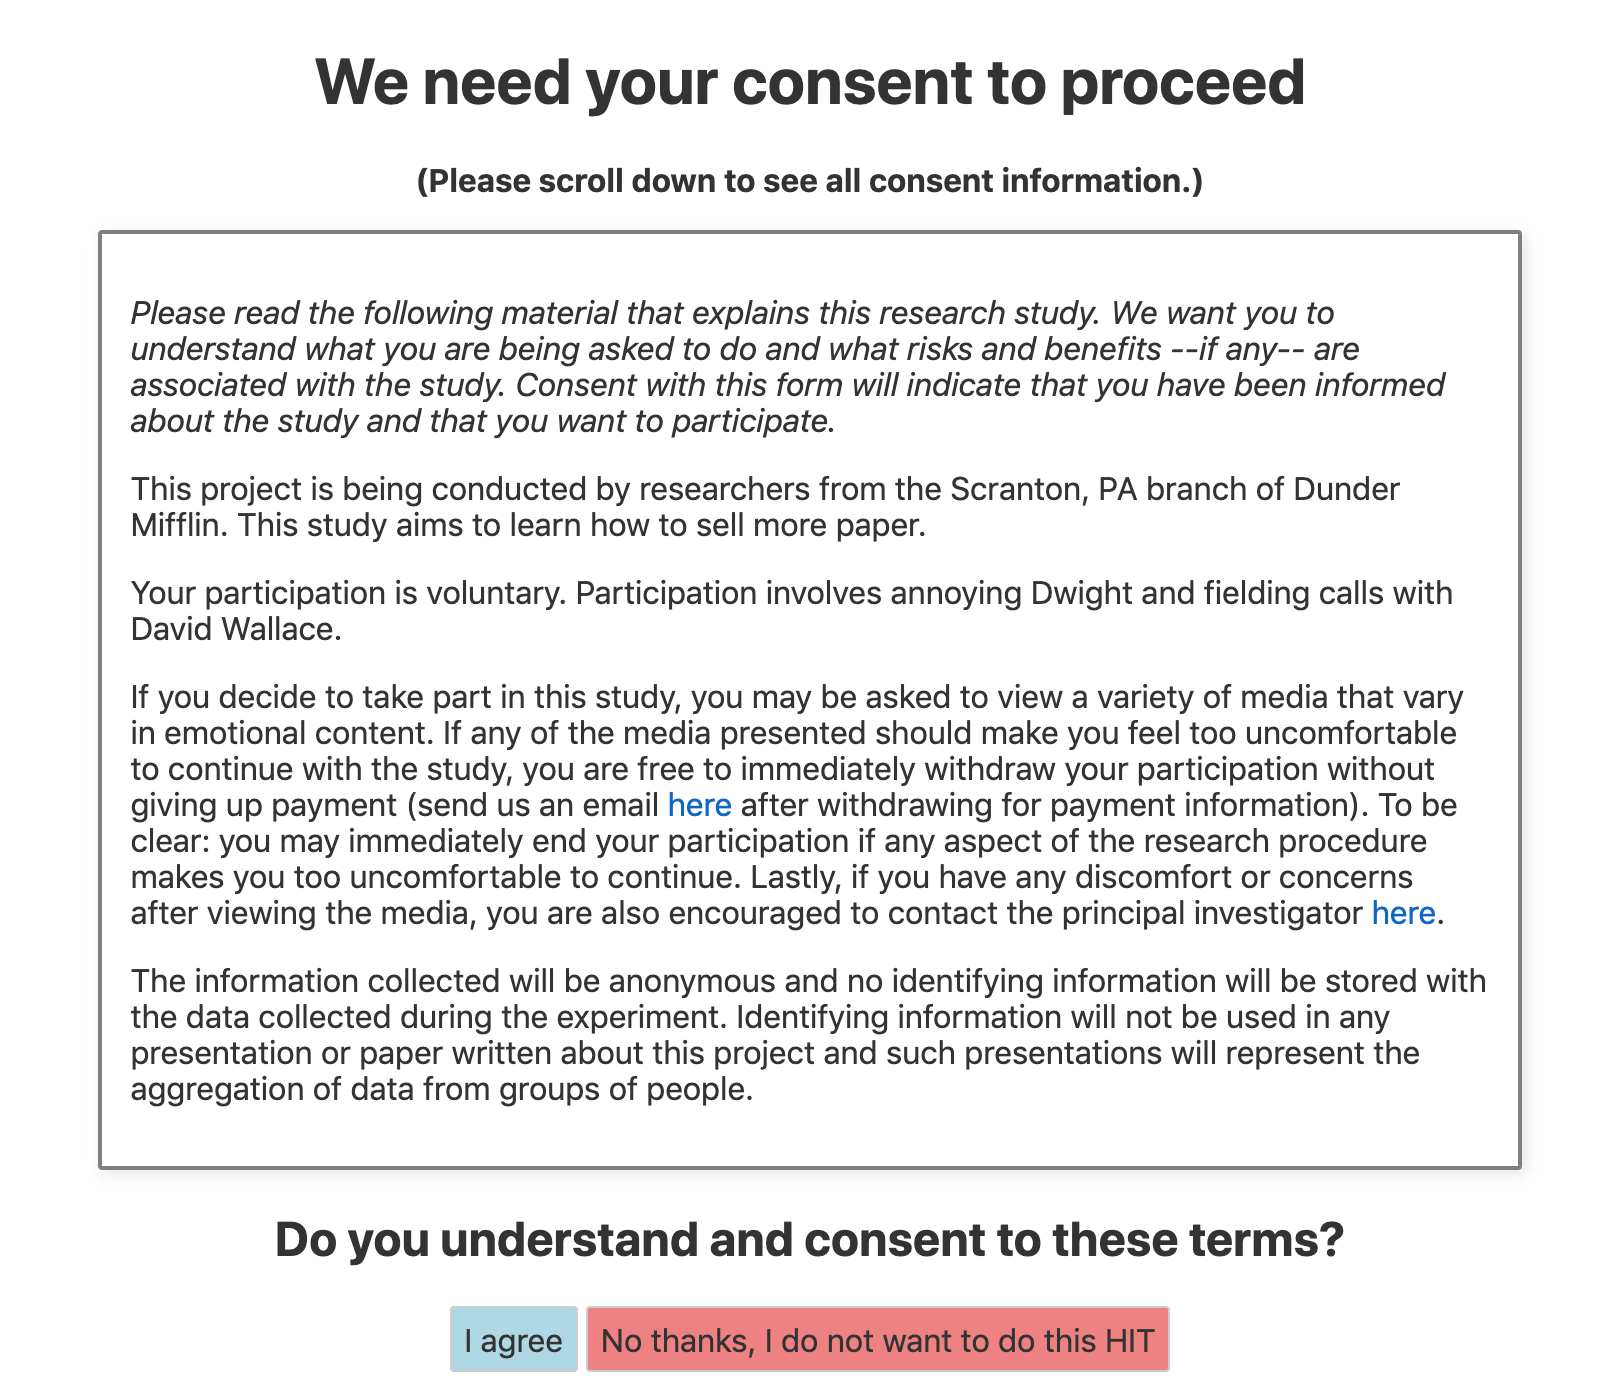 We need your consent to proceed
(Please scroll down to see all consent information.)
Please read the following material that explains this research study. We want you to
understand what you are being asked to do and what risks and benefits --if any-- are
associated with the study. Consent with this form will indicate that you have been informed
about the study and that you want to participate.
This project is being conducted by researchers from the Scranton, PA branch of Dunder
Mifflin. This study aims to learn how to sell more paper.
Your participation is voluntary. Participation involves annoying Dwight and fielding calls with
David Wallace.
If you decide to take part in this study, you may be asked to view a variety of media that vary
in emotional content. If any of the media presented should make you feel too uncomfortable
to continue with the study, you are free to immediately withdraw your participation without
giving up payment (send us an email here after withdrawing for payment information). To be
clear: you may immediately end your participation if any aspect of the research procedure
makes you too uncomfortable to continue. Lastly, if you have any discomfort or concerns
after viewing the media, you are also encouraged to contact the principal investigator here.
The information collected will be anonymous and no identifying information will be stored with
the data collected during the experiment. Identifying information will not be used in any
presentation or paper written about this project and such presentations will represent the
aggregation of data from groups of people.
Do you understand and consent to these terms?
I agree
No thanks, I do not want to do this HIT